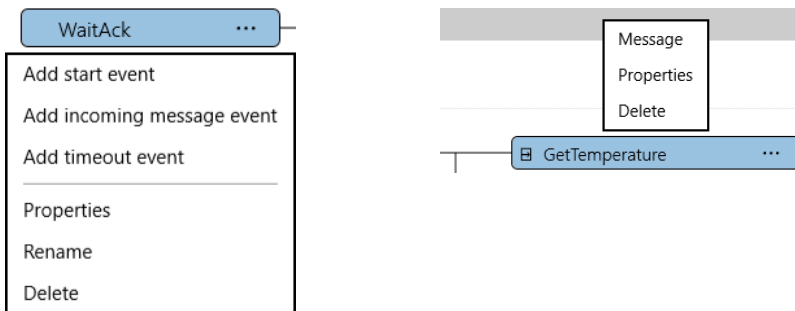 WaitAck ...
Add start event
Add incoming message event
Add timeout event
Properties
Rename
Delete
Message
Properties
Delete
GetTemperature ...